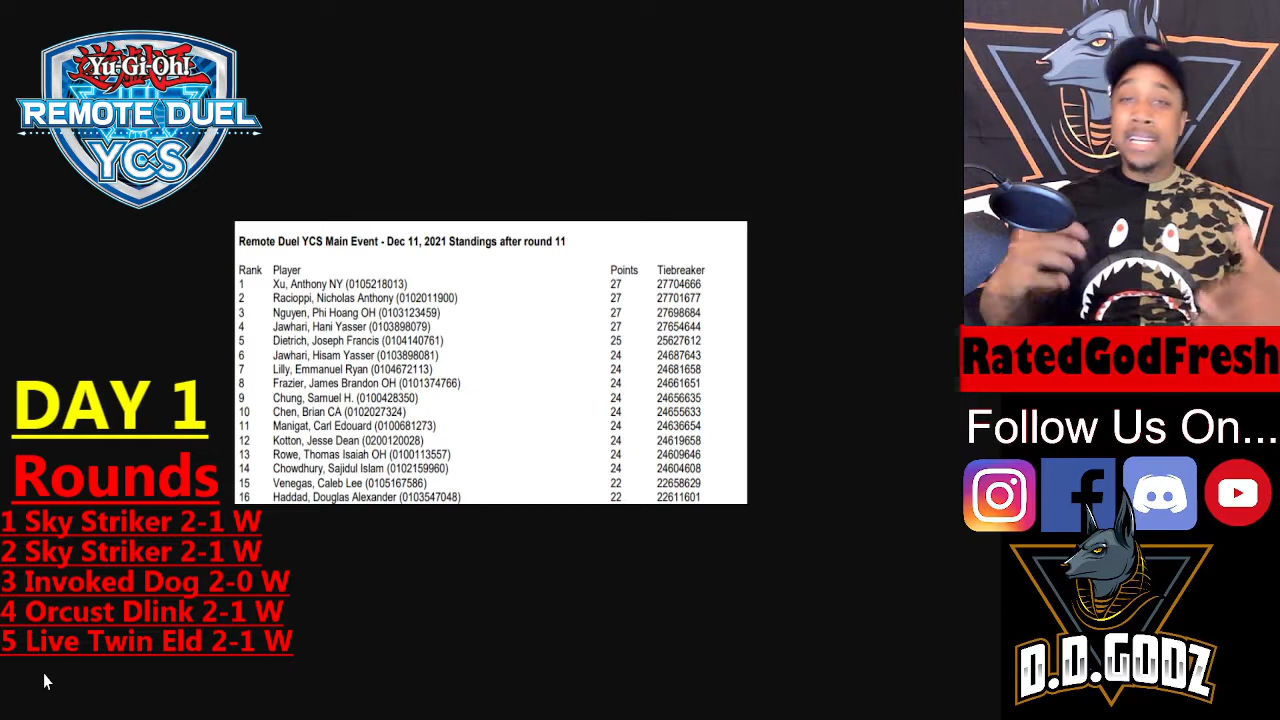 Yu-Gi-Oh!
REMOTE DUEL
YCS
Remote Duel YCS Main Event - Dec 11, 2021 Standings after round 11
Rank Player Points Tiebreaker
1 Xu, Anthony NY (0105218013) 27 27704666
2 Racioppi, Nicholas Anthony (0102011900) 27 27701677
3 Nguyen, Phi Hoang OH (0103123459) 27 27698684
4 Jawhari, Hani Yasser (0103898079) 27 27654644
5 Dietrich, Joseph Francis (0104140761) 25 25627612
6 Jawhari, Hisam Yasser (0103898081) 24 24687643
7 Lilly, Emmanuel Ryan (0104672113) 24 24681658
8 Frazier, James Brandon OH (0101374766) 24 24661651
9 Chung, Samuel H. (0100428350) 24 24656635
10 Chen, Brian CA (0102027324) 24 24655633
11 Manigat, Carl Edouard (0100681273) 24 24636654
12 Kotton, Jesse Dean (0200120028) 24 24619658
13 Rowe, Thomas Isaiah OH (0100113557) 24 24609646
14 Chowdhury, Sajidul Islam (0102159960) 24 24604608
15 Venegas, Caleb Lee (0105167586) 22 22658629
16 Haddad, Douglas Alexander (0103547048) 22 22611601
DAY 1
Rounds
1 Sky Striker 2-1 W
2 Sky Striker 2-1 W
3 Invoked Dog 2-0 W
4 Orcust Dlink 2-1 W
5 Live Twin Eld 2-1 W
RatedGodFresh
Follow Us On...
D.D.GODZ